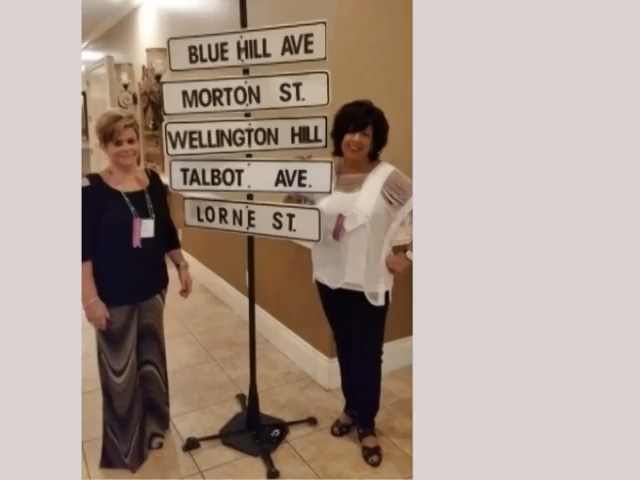 BLUE HILL AVE
MORTON ST.
WELLINGTON HILL
TALBOT AVE.
LORNE ST.